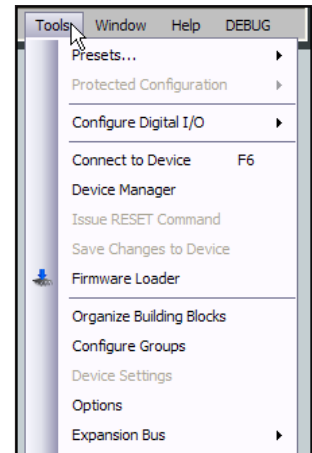 Tools Window Help DEBUG
Presets...
Protected Configuration
Configure Digital I/O
Connect to Device F6
Device Manager
Issue RESET Command
Save Changes to Device
Firmware Loader
Organize Building Blocks
Configure Groups
Device Settings
Options
Expansion Bus